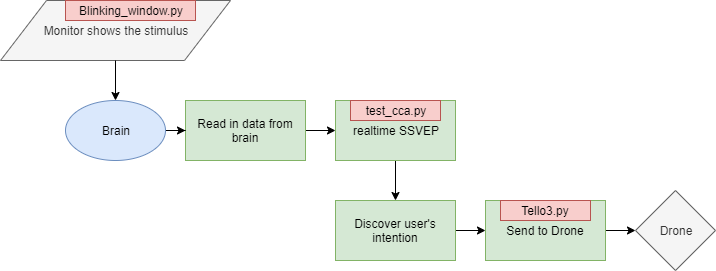 Blinking_window.py
Monitor shows the stimulus
Brain
Read in data from
brain
test_cca.py
realtime SSVEP
Discover user's
intention
Tello3.py
Send to Drone
Drone